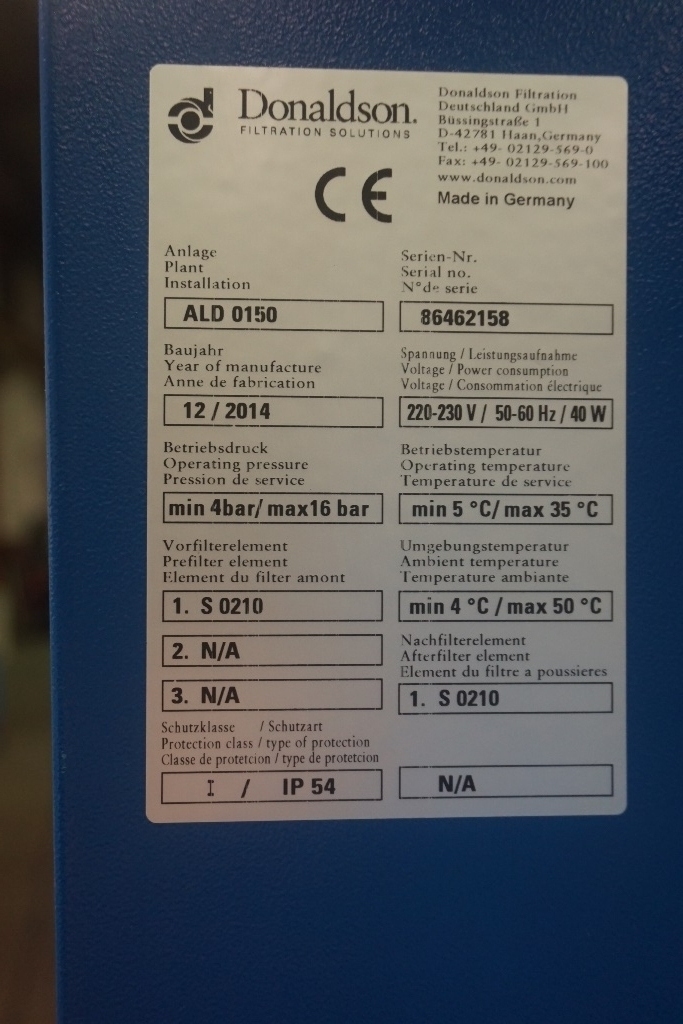 Donaldson.
FILTRATION SOLUTIONS
Donaldson Filtration
Deutschland GmbH
Büssingstraße 1
D-42781 Haan,Germany
Tel.: +49- 02129-569-0
Fax: +49- 02129-569-100
www.donaldson.com
Made in Germany
CE
Anlage
Plant
Installation
ALD 0150
Serien-Nr.
Serial no.
N°de serie
86462158
Baujahr
Year of manufacture
Anne de fabrication
12 / 2014
Spannung / Leistungsaufnahme
Voltage / Power consumption
Voltage / Consommation électrique
220-230 V / 50-60 Hz / 40 W
Betriebsdruck
Operating pressure
Pression de service
min 4bar/ max16 bar
Betriebstemperatur
Operating temperature
Temperature de service
min 5 °C/ max 35 °C
Vorfilterelement
Prefilter element
Element du filter amont
1. S 0210
2. N/A
3. N/A
Umgebungstemperatur
Ambient temperature
Temperature ambiante
min 4 °C / max 50 °C
Nachfilterelement
Afterfilter element
Element du filtre a poussieres
1. S 0210
Schutzklasse / Schutzart
Protection class / type of protection
Classe de protetcion / type de protetcion
I / IP 54
N/A